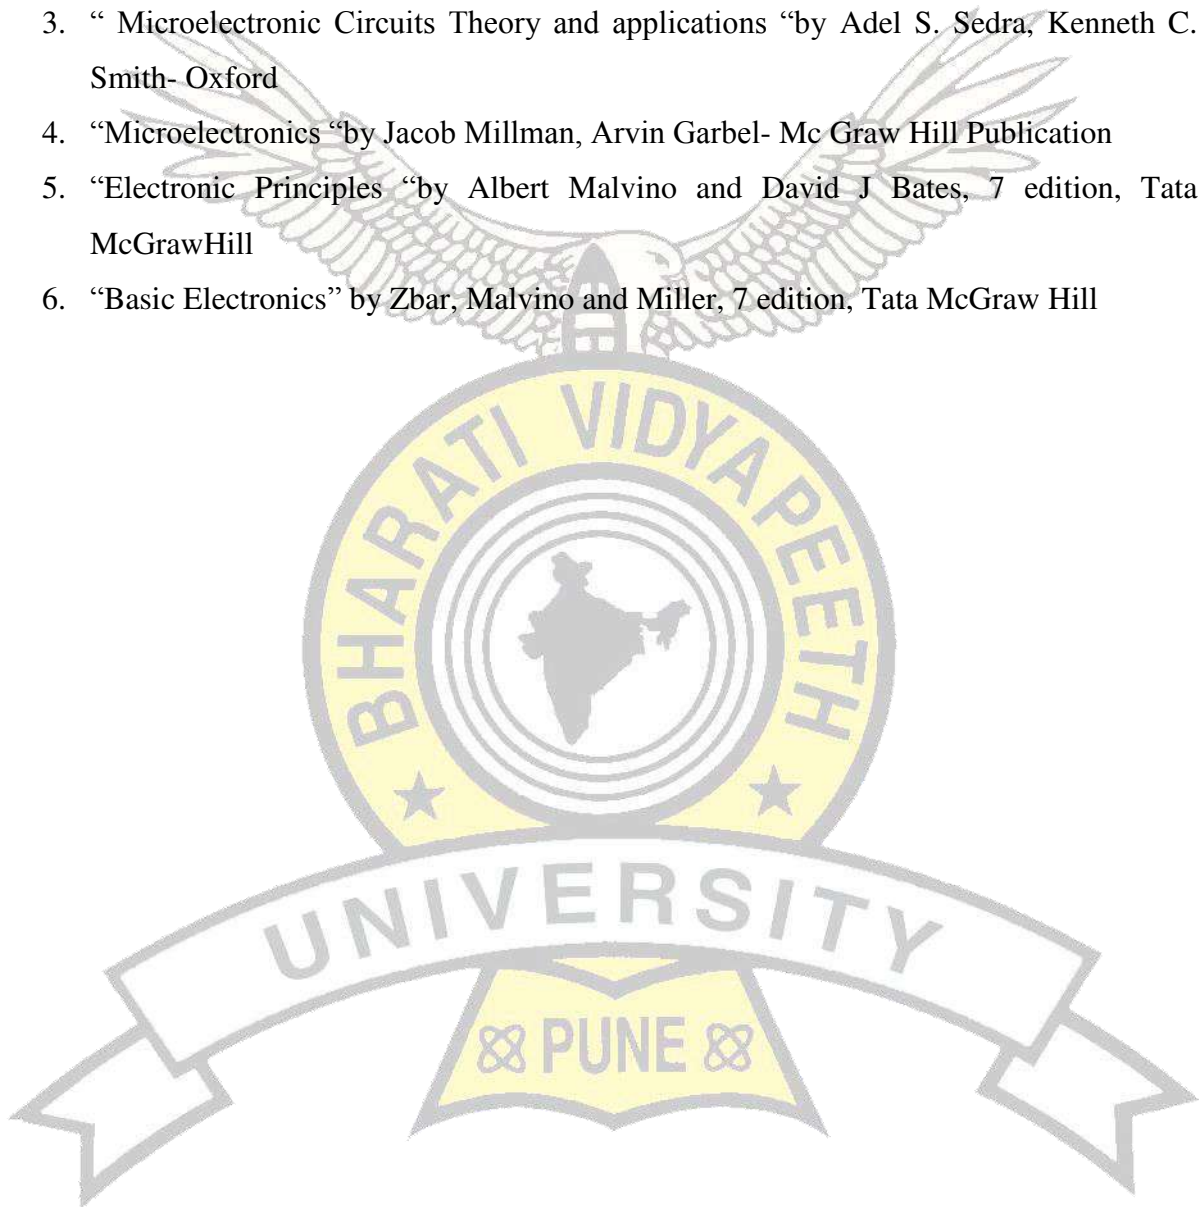 3. “ Microelectronic Circuits Theory and applications “by Adel S. Sedra, Kenneth C.
Smith- Oxford
4. “Microelectronics “by Jacob Millman, Arvin Garbel- Mc Graw Hill Publication
5. “Electronic Principles “by Albert Malvino and David J Bates, 7 edition, Tata
McGrawHill
6. “Basic Electronics” by Zbar, Malvino and Miller, 7 edition, Tata McGraw Hill
BHARATI VIDYAPEETH
UNIVERSITY
PUNE